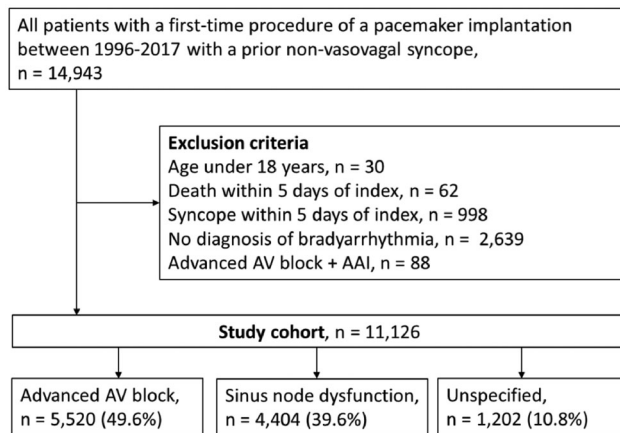 All patients with a first-time procedure of a pacemaker implantation
between 1996-2017 with a prior non-vasovagal syncope,
n = 14,943
Exclusion criteria
Age under 18 years, n = 30
Death within 5 days of index, n = 62
Syncope within 5 days of index, n = 998
No diagnosis of bradyarrhythmia, n = 2,639
Advanced AV block + AAI, n = 88
Study cohort, n = 11,126
Advanced AV block,
n = 5,520 (49.6%)
Sinus node dysfunction,
n = 4,404 (39.6%)
Unspecified,
n = 1,202 (10.8%)